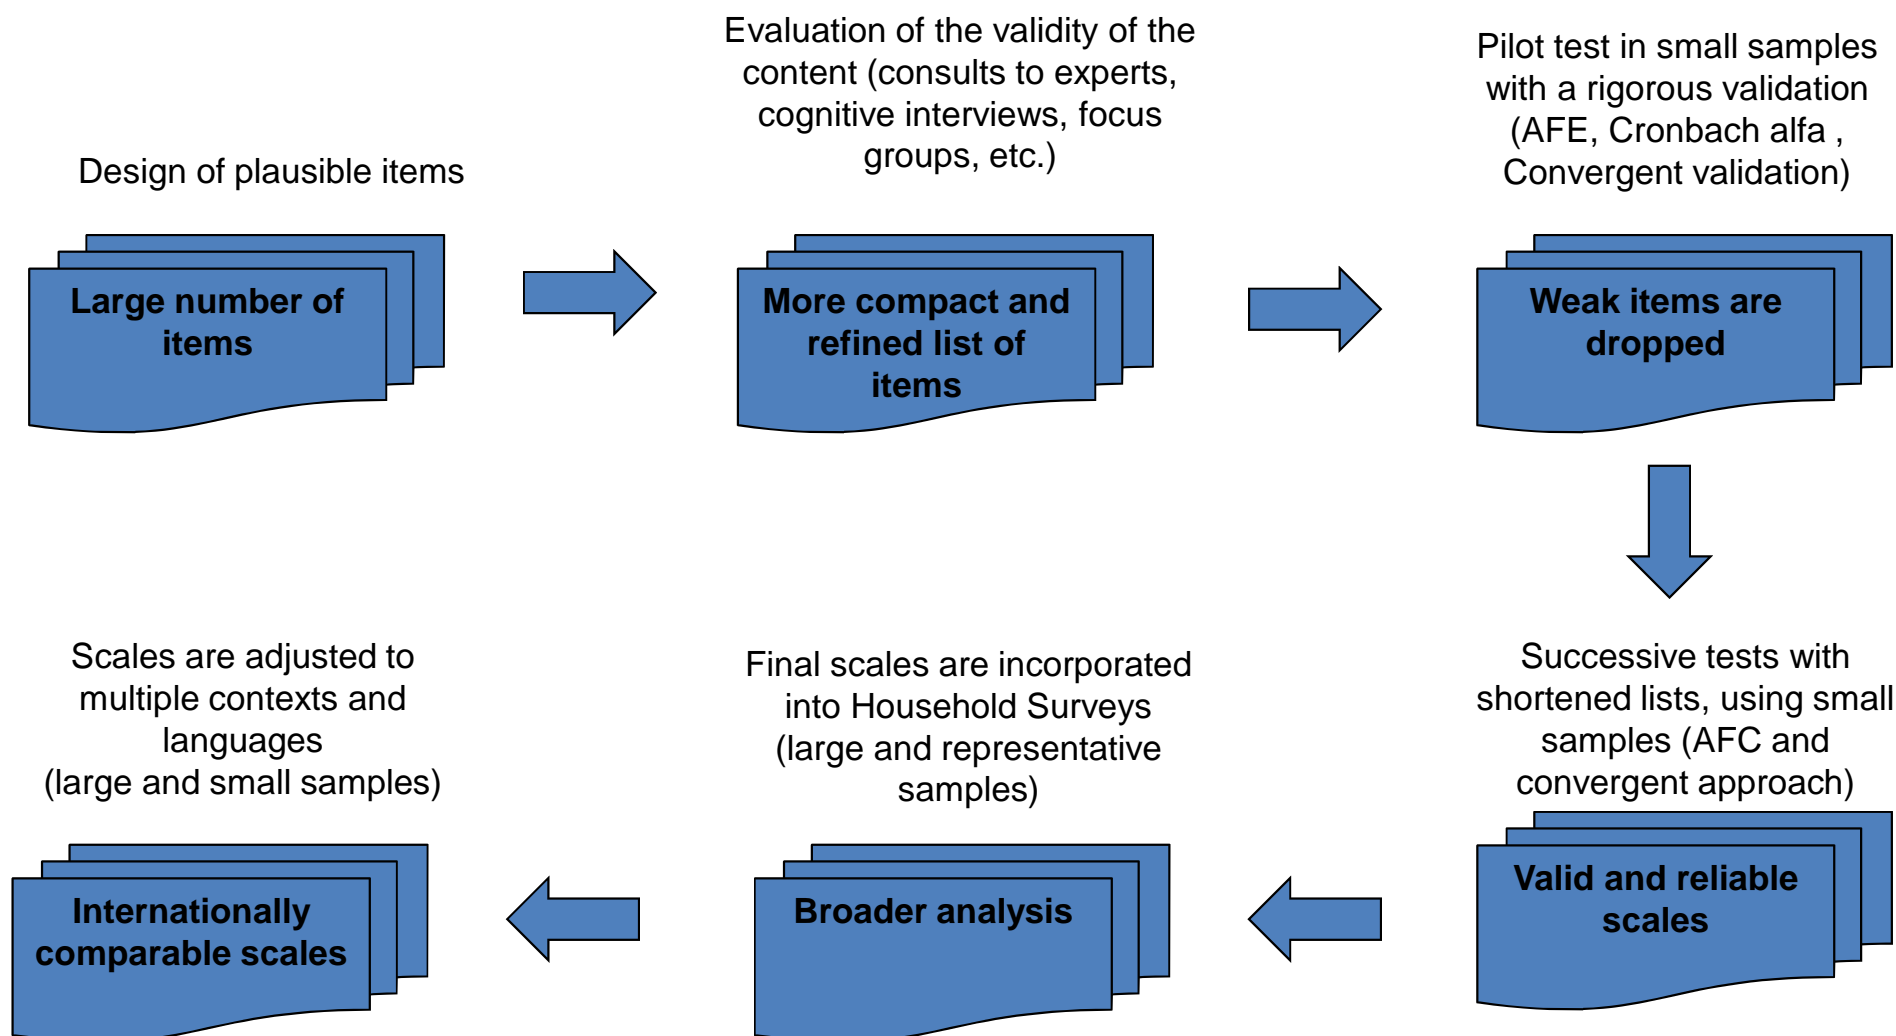 Design of plausible items
Large number of
items
Evaluation of the validity of the
content (consults to experts,
cognitive interviews, focus
groups, etc.)
More compact and
refined list of
items
Pilot test in small samples
with a rigorous validation
(AFE, Cronbach alfa ,
Convergent validation)
Weak items are
dropped
Successive tests with
shortened lists, using small
samples (AFC and
convergent approach)
Valid and reliable
scales
Final scales are incorporated
into Household Surveys
(large and representative
samples)
Broader analysis
Scales are adjusted to
multiple contexts and
languages
(large and small samples)
Internationally
comparable scales